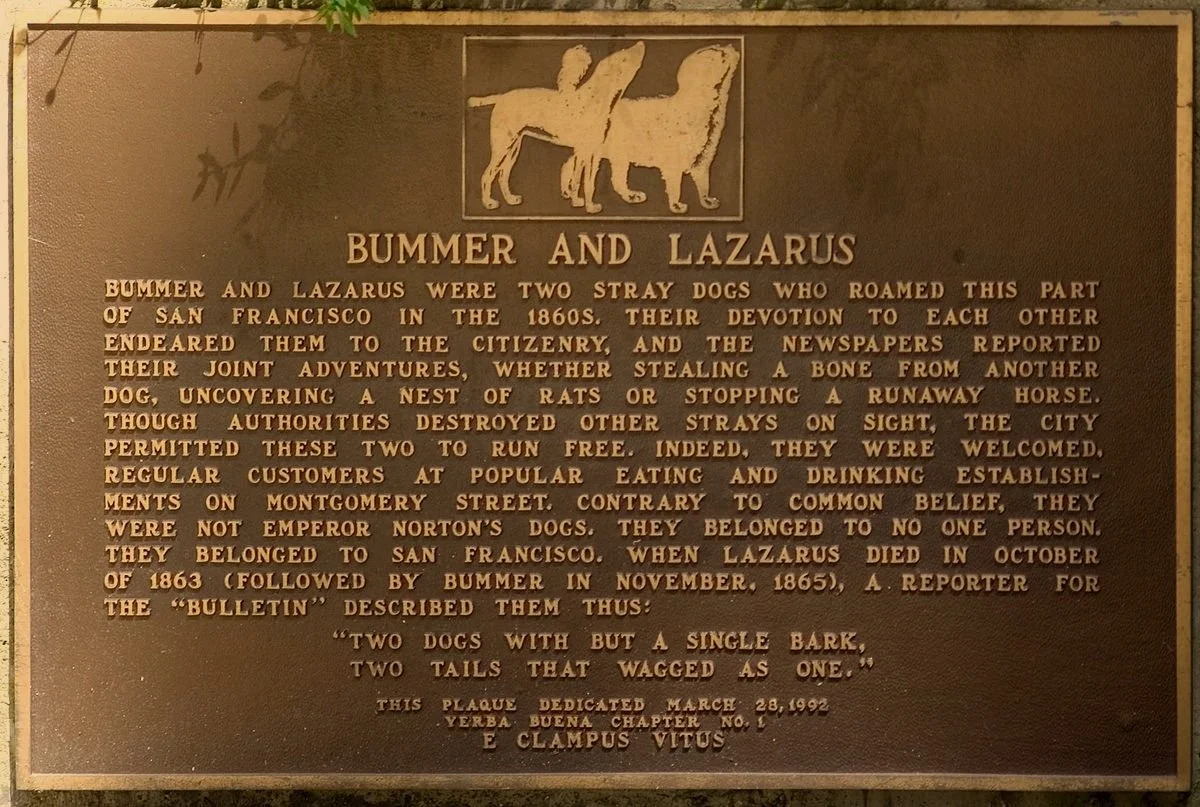 BUMMER AND LAZARUS
BUMMER AND LAZARUS WERE TWO STRAY DOGS WHO ROAMED THIS PART
OF SAN FRANCISCO IN THE 1860S. THEIR DEVOTION TO EACH OTHER
ENDEARED THEM TO THE CITIZENRY, AND THE NEWSPAPERS REPORTED
THEIR JOINT ADVENTURES, WHETHER STEALING A BONE FROM ANOTHER
DOG, UNCOVERING A NEST OF RATS OR STOPPING A RUNAWAY HORSE.
THOUGH AUTHORITIES DESTROYED OTHER STRAYS ON SIGHT, THE CITY
PERMITTED THESE TWO TO RUN FREE. INDEED, THEY WERE WELCOMED,
REGULAR CUSTOMERS AT POPULAR EATING AND DRINKING ESTABLISH-
MENTS ON MONTGOMERY STREET. CONTRARY TO COMMON BELIEF, THEY
WERE NOT EMPEROR NORTON'S DOGS. THEY BELONGED TO NO ONE PERSON.
THEY BELONGED TO SAN FRANCISCO. WHEN LAZARUS DIED IN OCTOBER
OF 1863 (FOLLOWED BY BUMMER IN NOVEMBER, 1865), A REPORTER FOR
THE "BULLETIN" DESCRIBED THEM THUS:
"TWO DOGS WITH BUT A SINGLE BARK,
TWO TAILS THAT WAGGED AS ONE."
THIS PLAQUE DEDICATED MARCH 28, 1992
YERBA BUENA CHAPTER NO. 1
E CLAMPUS VITUS